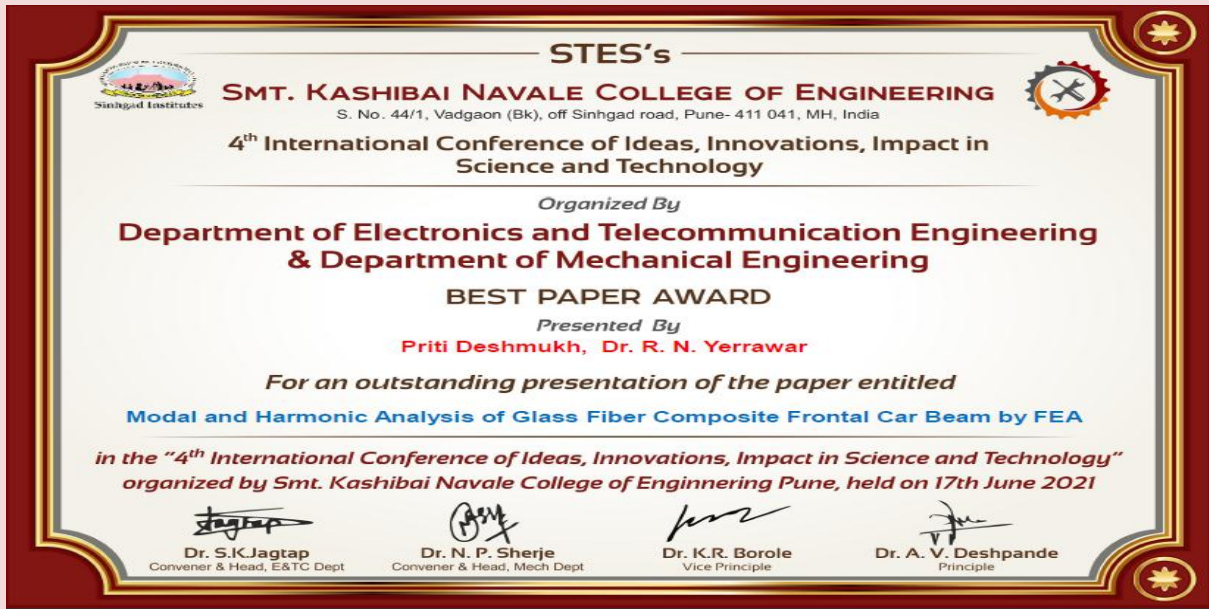 STES's
Sinhgad Institutes
SMT. KASHIBAI NAVALE COLLEGE OF ENGINEERING
S. No. 44/1, Vadgaon (Bk), off Sinhgad road, Pune- 411 041, MH, India
4th International Conference of Ideas, Innovations, Impact in
Science and Technology
Organized By
Department of Electronics and Telecommunication Engineering
& Department of Mechanical Engineering
BEST PAPER AWARD
Presented By
Priti Deshmukh, Dr. R. N. Yerrawar
For an outstanding presentation of the paper entitled
Modal and Harmonic Analysis of Glass Fiber Composite Frontal Car Beam by FEA
in the "4th International Conference of Ideas, Innovations, Impact in Science and Technology"
organized by Smt. Kashibai Navale College of Enginnering Pune, held on 17th June 2021
Dr. S.K.Jagtap
Convener & Head, E&TC Dept
Dr. N. P. Sherje
Convener & Head, Mech Dept
Dr. K.R. Borole
Vice Principle
Dr. A. V. Deshpande
Principle